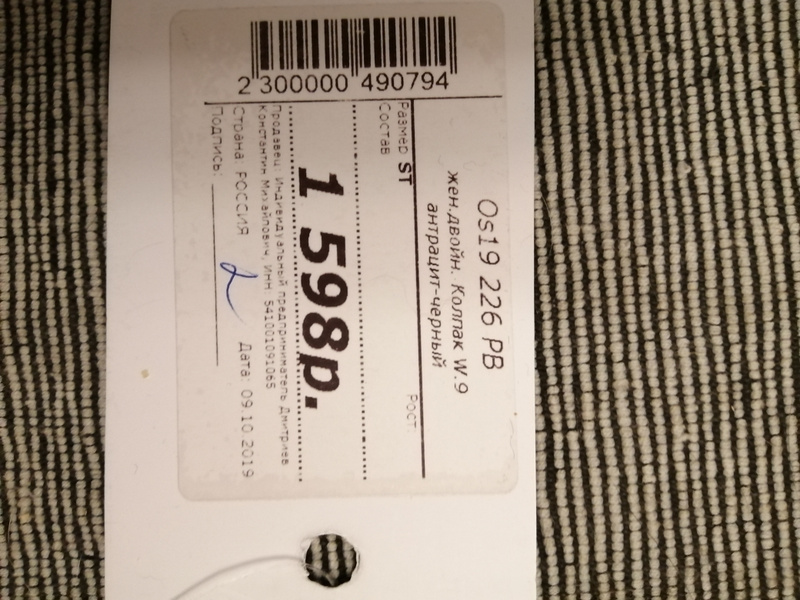 Os19 226 PB
жен.двойн. Колпак W.9
антрацит-черный
Размер ST Рост.
Состав
1 598р.
Продавец: Индивидуальный предприниматель Дмитриев
Константин Михайлович, ИНН 541001091065
Страна РОССИЯ Дата: 09.10.2019
Подпись:
2 300000 490794